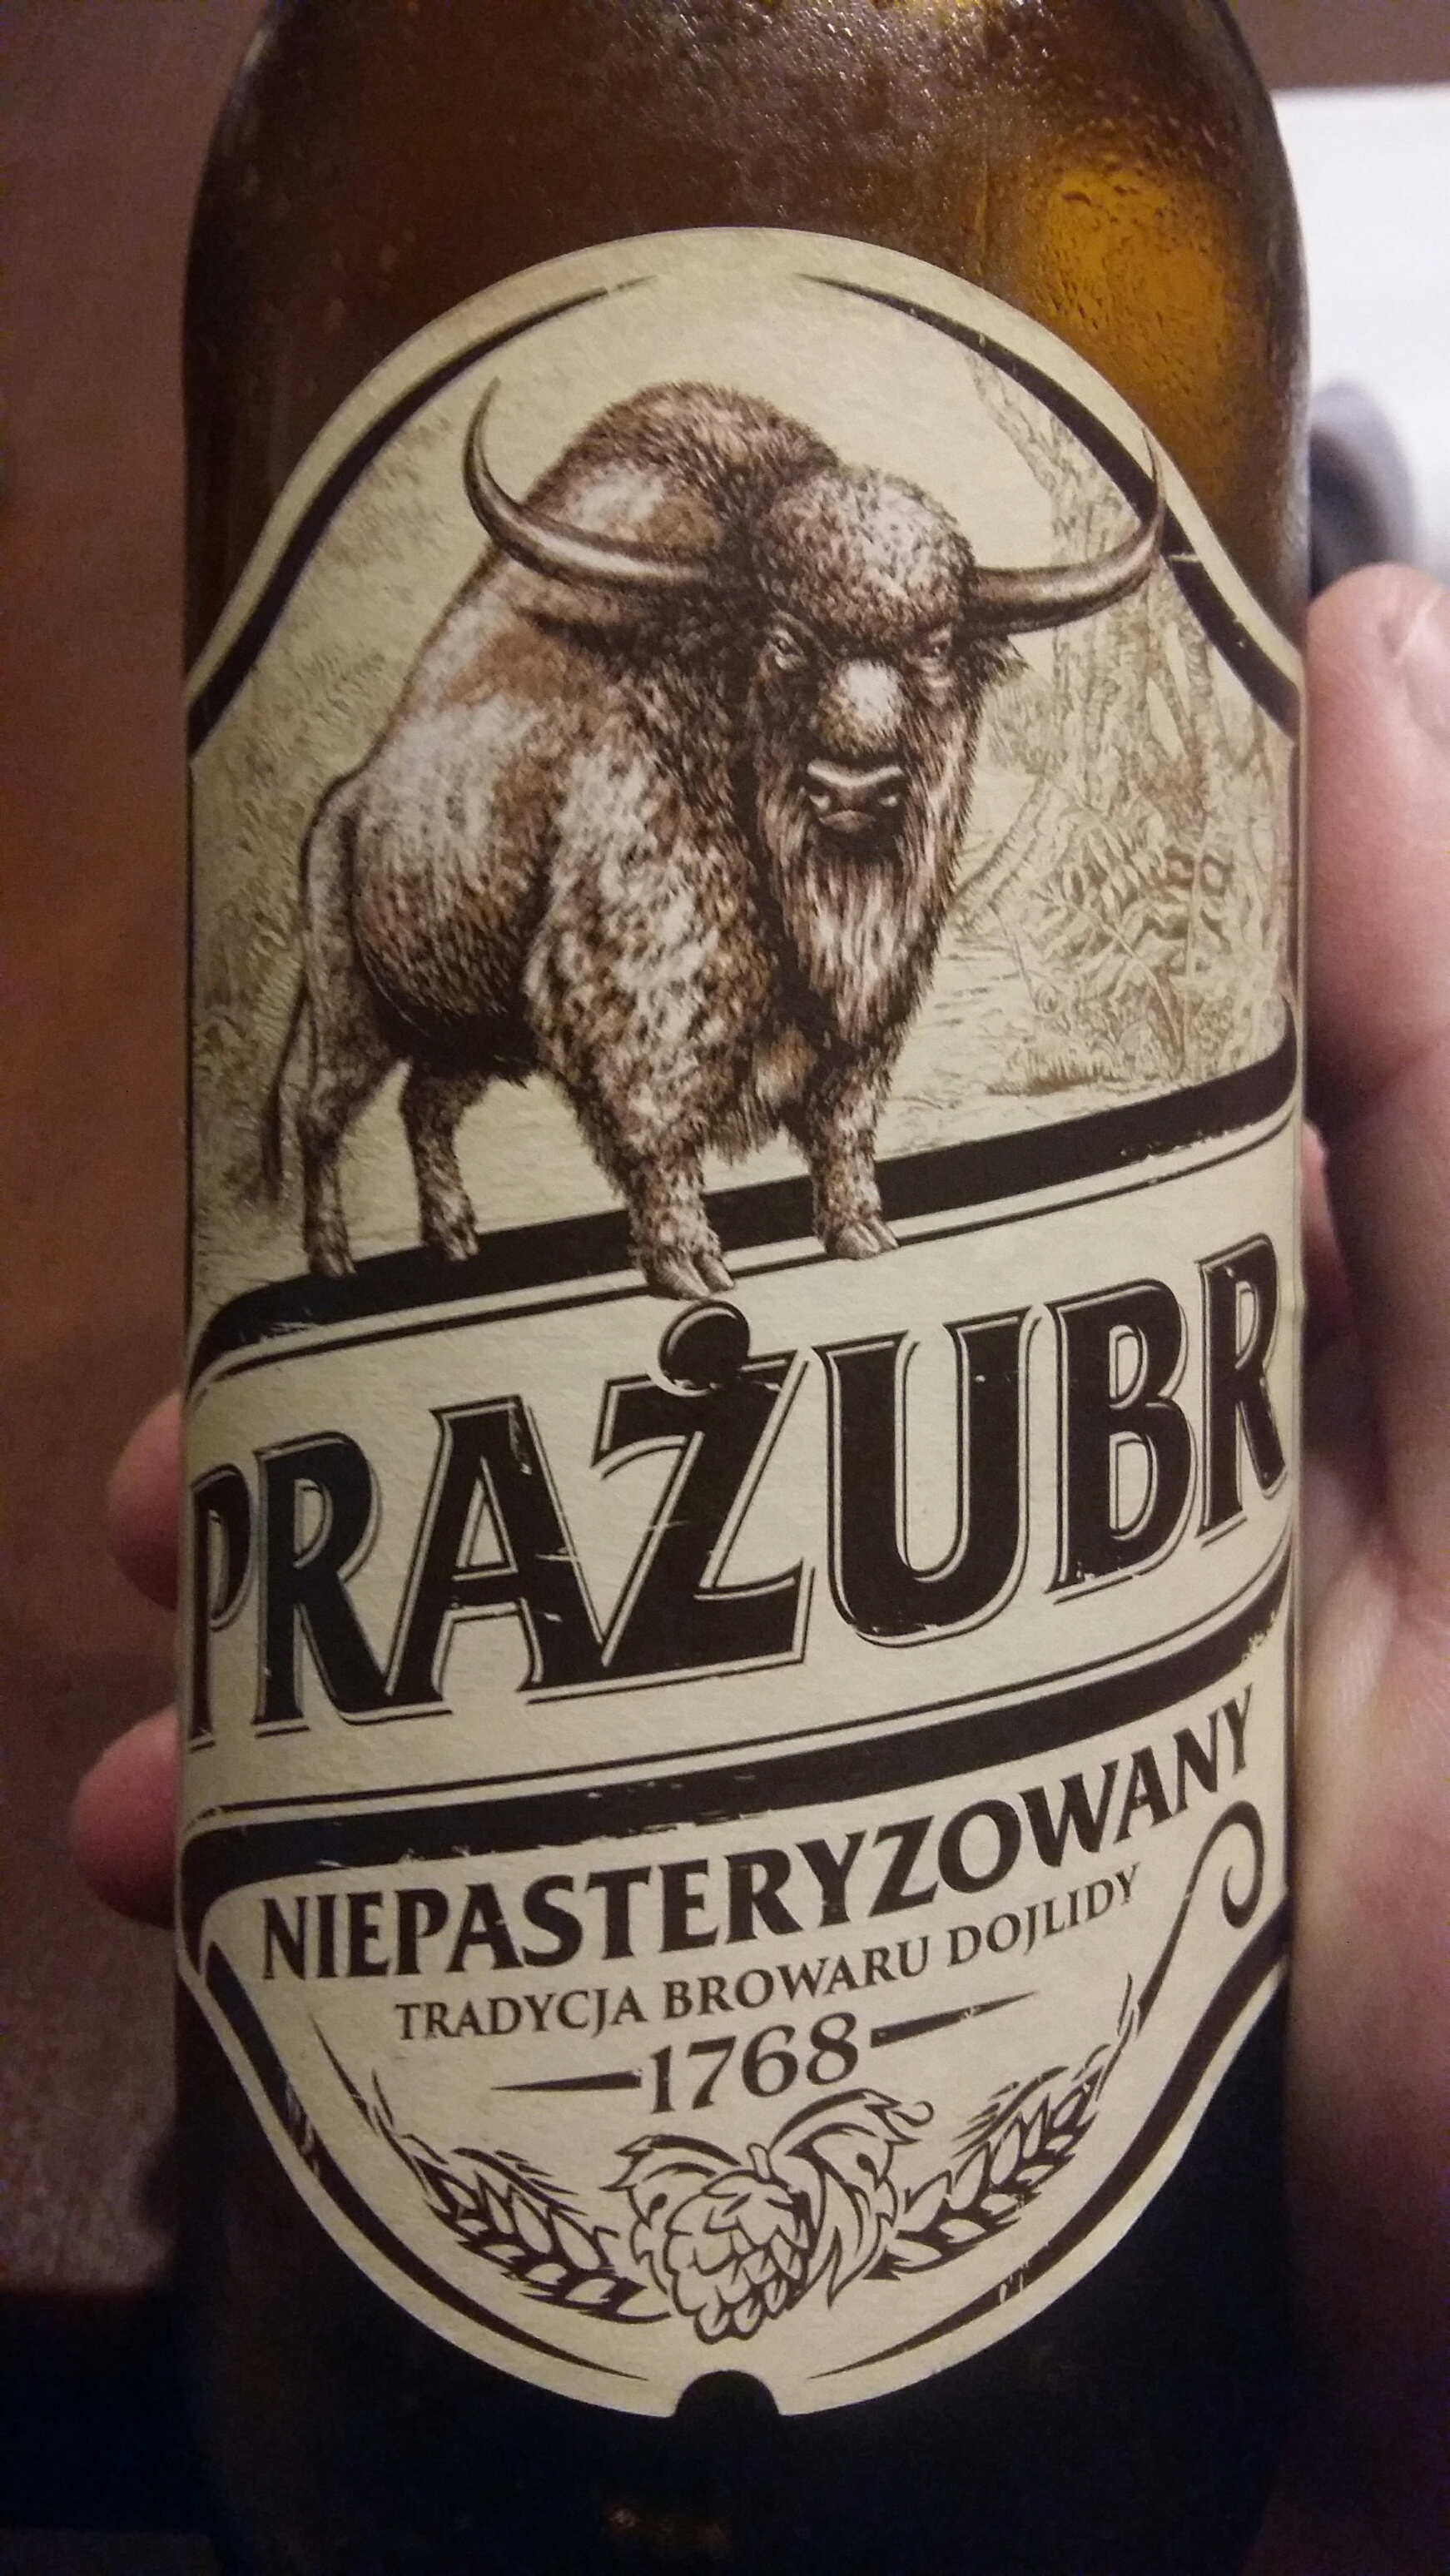 PRAŻUBR
NIEPASTERYZOWANY
TRADYCJA BROWARU DOJLIDY
1768